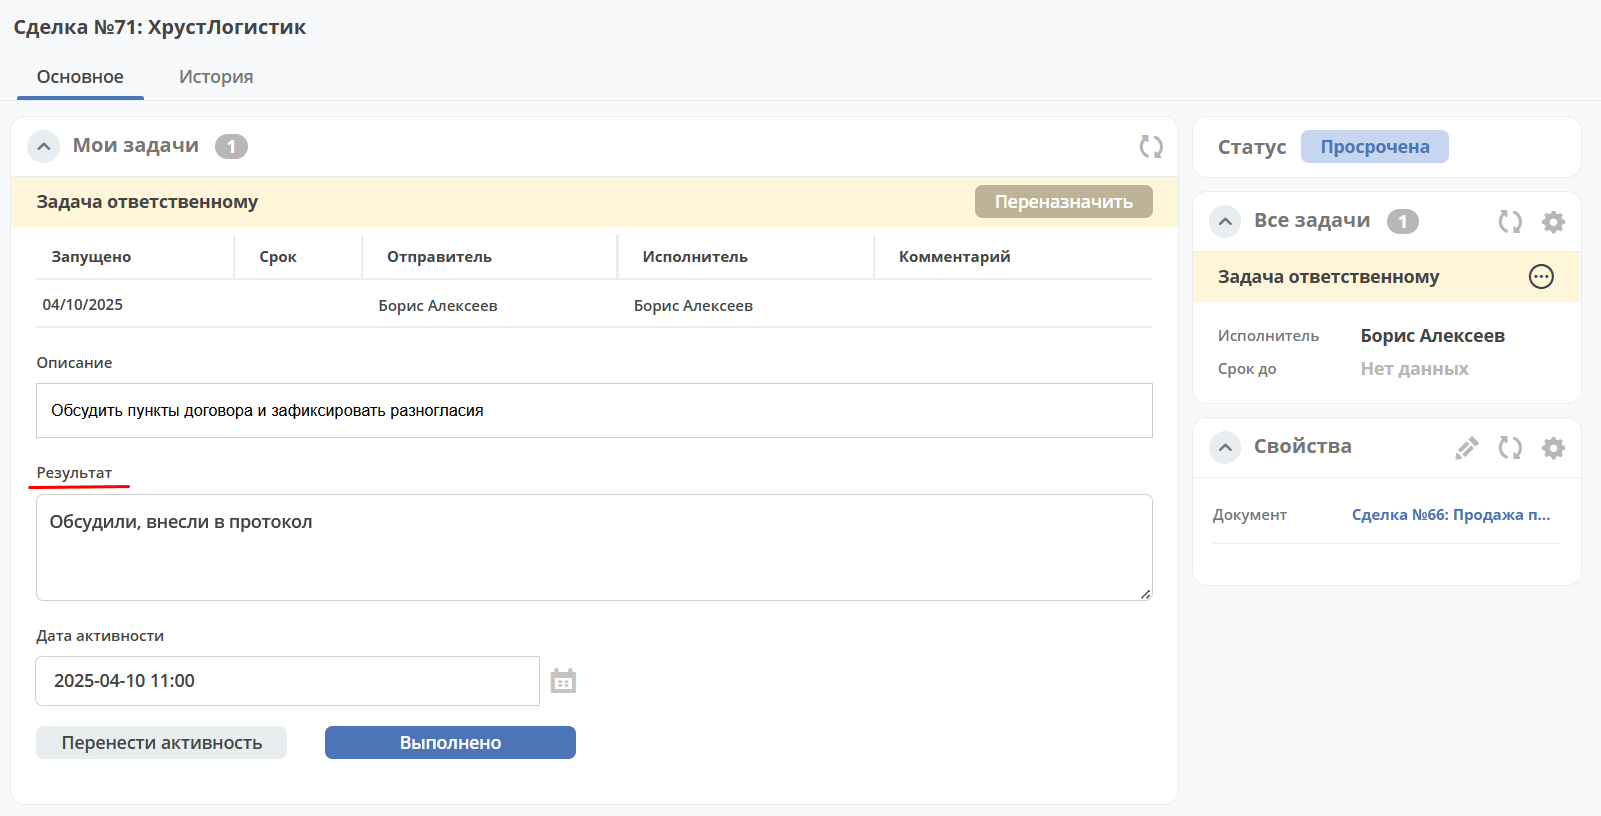 Сделка №71: ХрустЛогистик
Основное История
Мои задачи 1
Задача ответственному Переназначить
Запущено Срок Отправитель Исполнитель Комментарий
04/10/2025 Борис Алексеев Борис Алексеев
Описание
Обсудить пункты договора и зафиксировать разногласия
Результат
Обсудили, внесли в протокол
Дата активности
2025-04-10 11:00
Перенести активность Выполнено
Статус Просрочена
Все задачи 1
Задача ответственному
Исполнитель Борис Алексеев
Срок до Нет данных
Свойства
Документ Сделка №66: Продажа п...